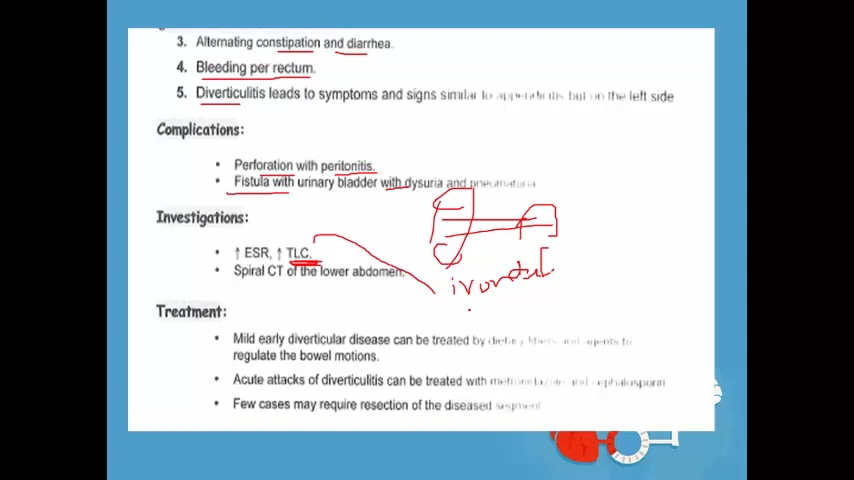 3. Alternating constipation and diarrhea.
4. Bleeding per rectum.
5. Diverticulitis leads to symptoms and signs similar to appendicitis but on the left side
Complications:
• Perforation with peritonitis.
• Fistula with urinary bladder with dysuria and pneumaturia
Investigations:
• ↑ ESR, ↑ TLC.
• Spiral CT of the lower abdomen.
Treatment:
• Mild early diverticular disease can be treated by dietary fibers and agents to
regulate the bowel motions.
• Acute attacks of diverticulitis can be treated with metronidazole and cephalosporin
• Few cases may require resection of the diseased segment